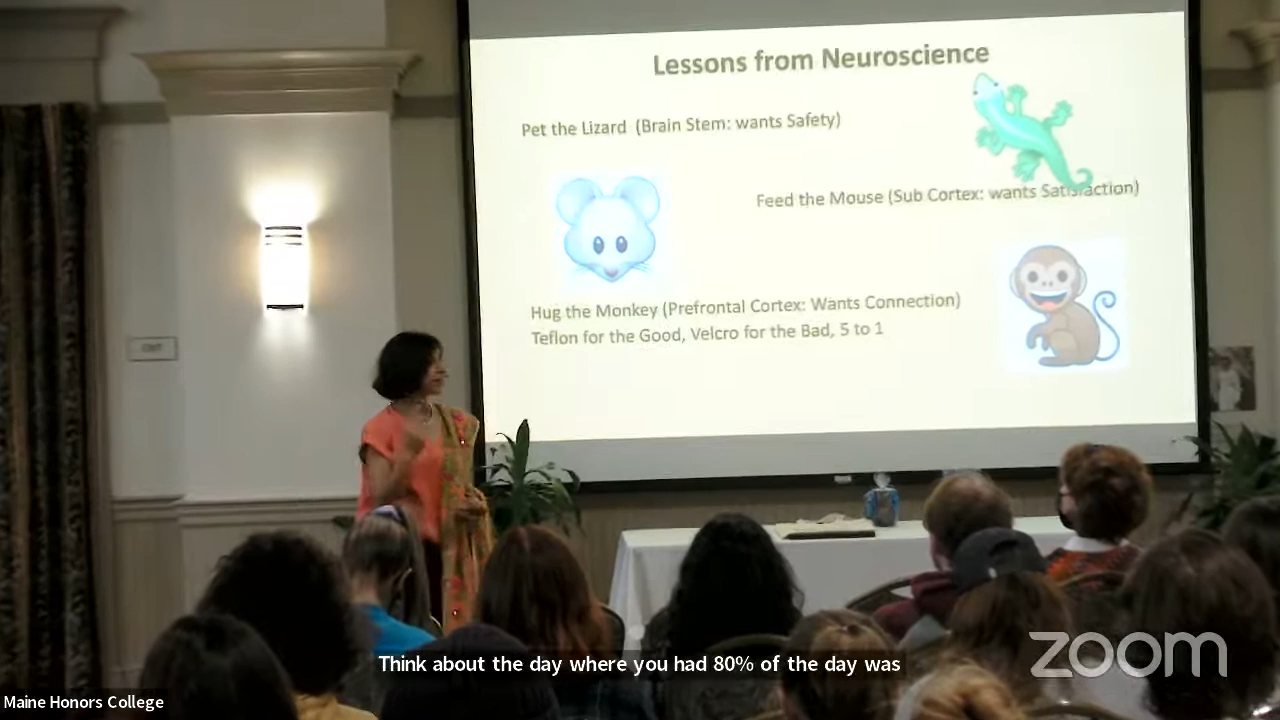 Lessons from Neuroscience
Pet the Lizard (Brain Stem: wants Safety)
Feed the Mouse (Sub Cortex: wants Satisfaction)
Hug the Monkey (Prefrontal Cortex: Wants Connection)
Teflon for the Good, Velcro for the Bad, 5 to 1
EXIT
Think about the day where you had 80% of the day was
zoom
Maine Honors College